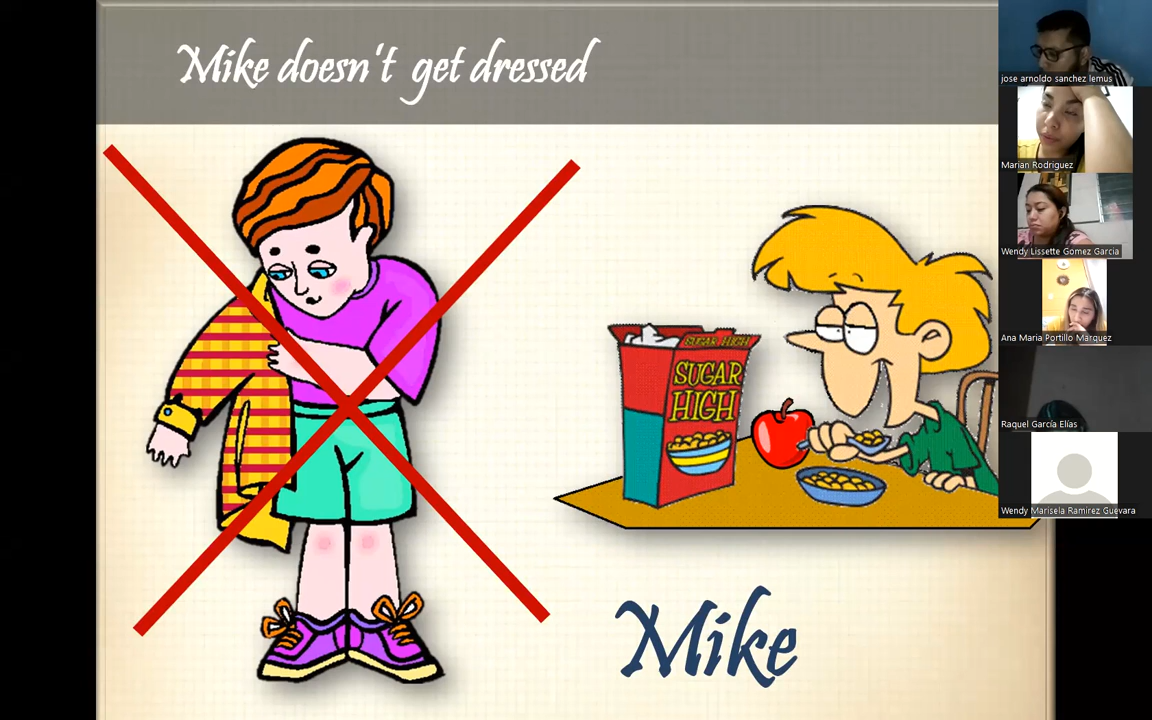 Mike doesn't get dressed
SUGAR HIGH
SUGAR
HIGH
Mike
jose arnoldo sanchez lemus
Marian Rodriguez
Wendy Lissette Gomez Garcia
Ana Maria Portillo Marquez
Raquel García Elías
Wendy Marisela Ramirez Guevara